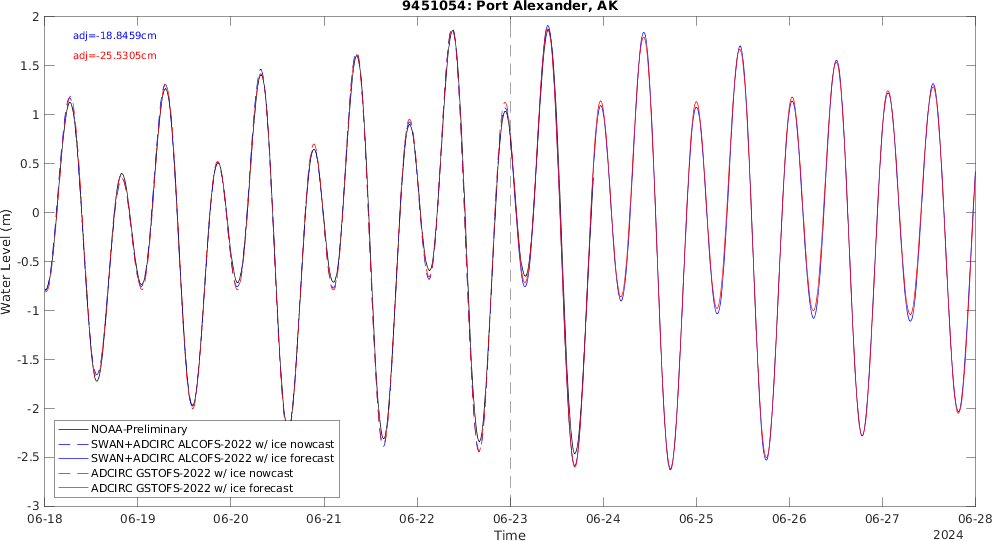 9451054: Port Alexander, AK
adj=-18.8459cm
adj=-25.5305cm
2
1.5
1
0.5
0
-0.5
-1
-1.5
-2
-2.5
-3
Water Level (m)
NOAA-Preliminary
SWAN+ADCIRC ALCOFS-2022 w/ ice nowcast
SWAN+ADCIRC ALCOFS-2022 w/ ice forecast
ADCIRC GSTOFS-2022 w/ ice nowcast
ADCIRC GSTOFS-2022 w/ ice forecast
06-18 06-19 06-20 06-21 06-22 06-23 06-24 06-25 06-26 06-27 06-28
Time
2024